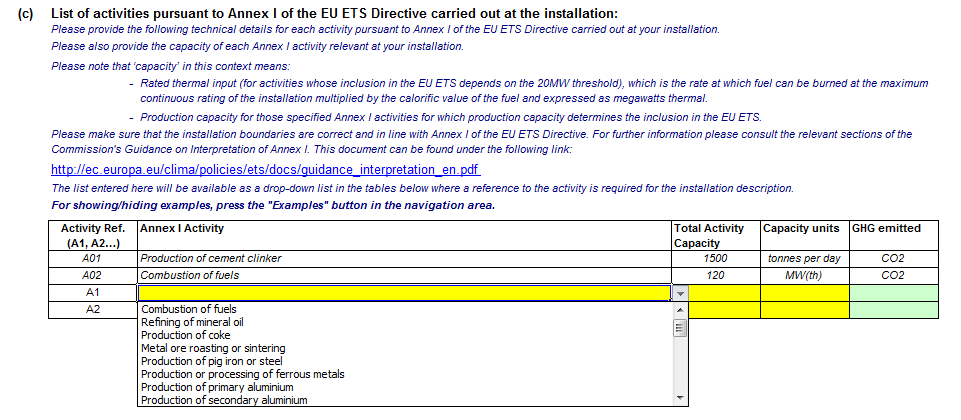 (c) List of activities pursuant to Annex I of the EU ETS Directive carried out at the installation:
Please provide the following technical details for each activity pursuant to Annex I of the EU ETS Directive carried out at your installation.
Please also provide the capacity of each Annex I activity relevant at your installation.
Please note that 'capacity' in this context means:
- Rated thermal input (for activities whose inclusion in the EU ETS depends on the 20MW threshold), which is the rate at which fuel can be burned at the maximum
continuous rating of the installation multiplied by the calorific value of the fuel and expressed as megawatts thermal.
- Production capacity for those specified Annex I activities for which production capacity determines the inclusion in the EU ETS.
Please make sure that the installation boundaries are correct and in line with Annex I of the EU ETS Directive. For further information please consult the relevant sections of the
Commission's Guidance on Interpretation of Annex I. This document can be found under the following link:
http://ec.europa.eu/clima/policies/ets/docs/guidance_interpretation_en.pdf
The list entered here will be available as a drop-down list in the tables below where a reference to the activity is required for the installation description.
For showing/hiding examples, press the "Examples" button in the navigation area.
Activity Ref. Annex I Activity Total Activity Capacity units GHG emitted
(A1, A2...) Capacity
A01 Production of cement clinker 1500 tonnes per day CO2
A02 Combustion of fuels 120 MW(th) CO2
A1
A2
Combustion of fuels
Refining of mineral oil
Production of coke
Metal ore roasting or sintering
Production of pig iron or steel
Production or processing of ferrous metals
Production of primary aluminium
Production of secondary aluminium